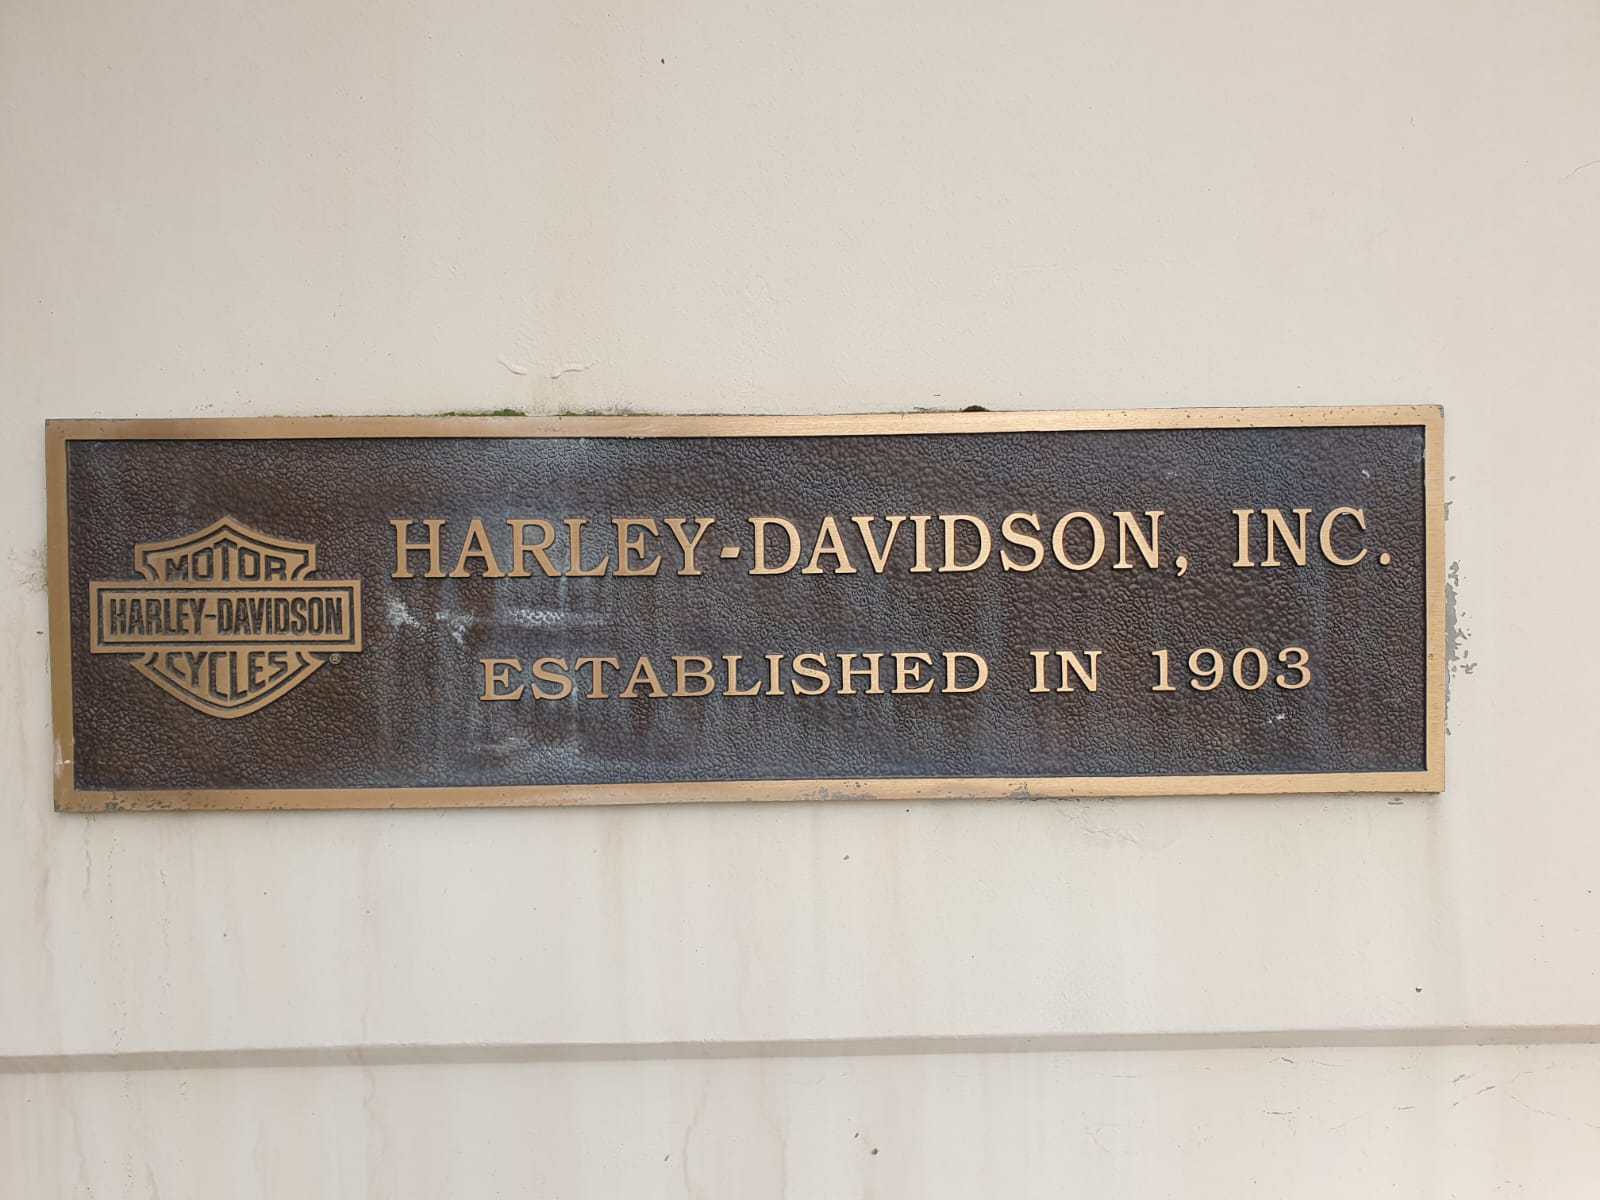 MOTOR
HARLEY-DAVIDSON
CYCLES ®
HARLEY-DAVIDSON, INC.
ESTABLISHED IN 1903